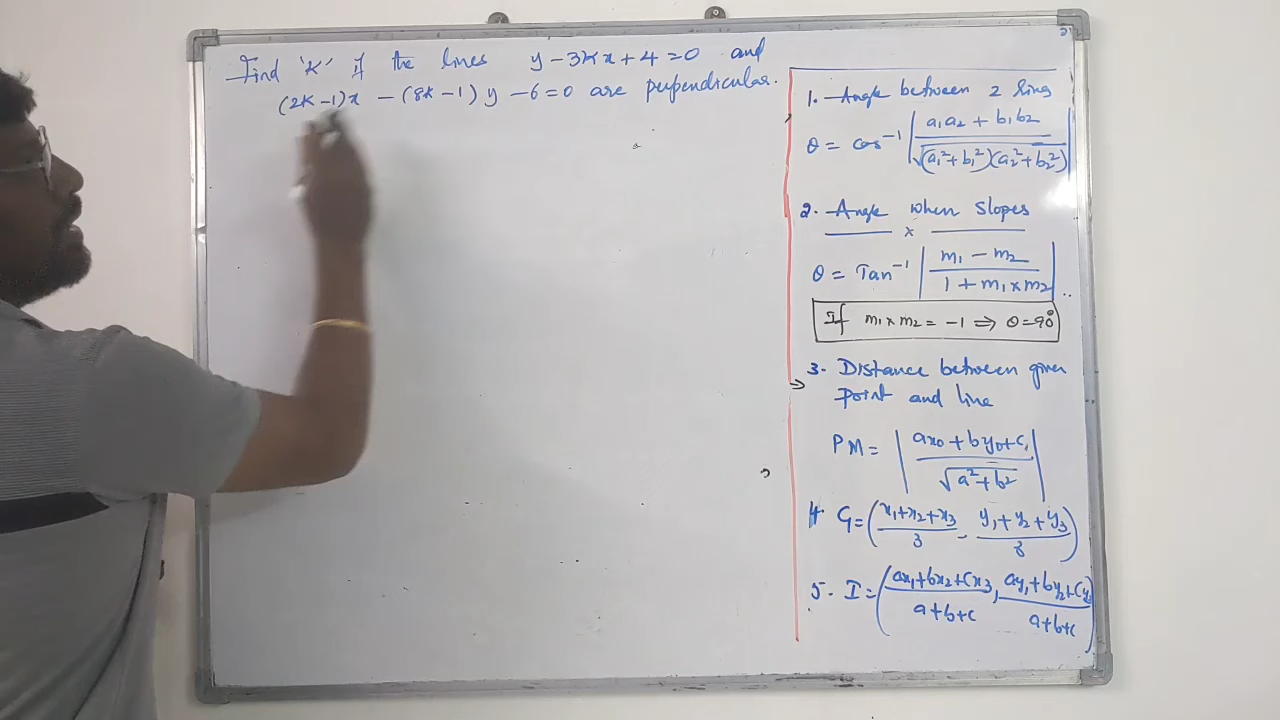 Find 'K' if the lines y - 3Kx + 4 = 0 and
(2K - 1)x - (8K - 1)y - 6 = 0 are perpendicular.
1. Angle between 2 lines
θ = cos⁻¹ | a₁a₂ + b₁b₂ / √(a₁² + b₁²)(a₂² + b₂²) |
2. Angle when slopes
θ = Tan⁻¹ | m₁ - m₂ / 1 + m₁ × m₂ |
If m₁ × m₂ = -1 ⇒ θ = 90°
3. Distance between given
point and line
PM = | ax₀ + by₀ + c₁ / √a² + b² |
4. G = ( x₁ + x₂ + x₃ / 3 , y₁ + y₂ + y₃ / 3 )
5. I = ( ax₁ + bx₂ + cx₃ / a + b + c , ay₁ + by₂ + cy₃ / a + b + c )